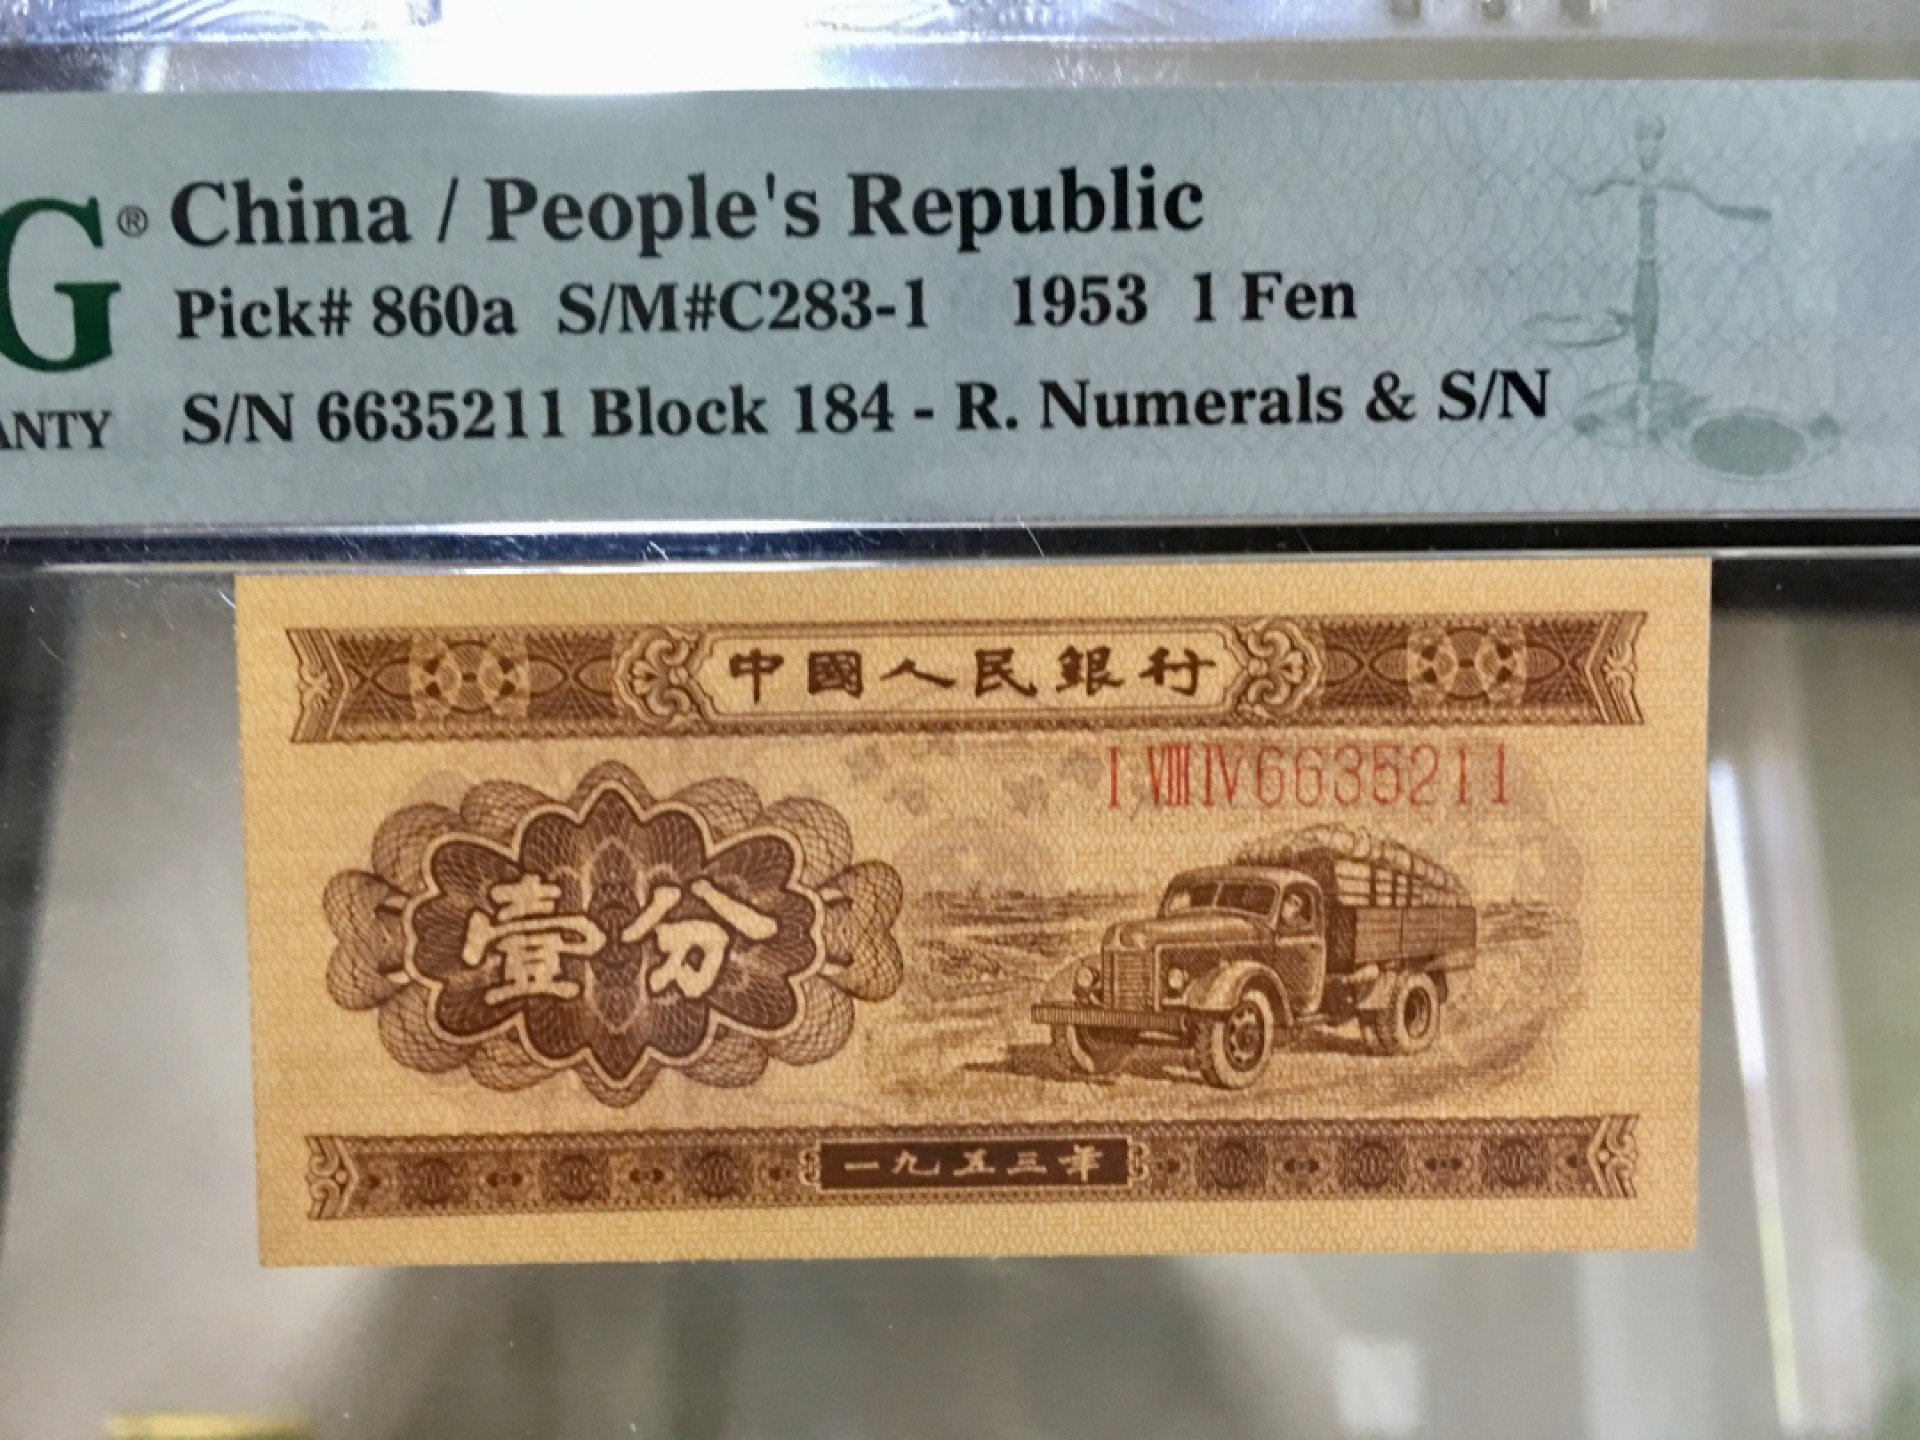 G® China / People's Republic
Pick# 860a S/M#C283-1 1953 1 Fen
ANTY S/N 6635211 Block 184 - R. Numerals & S/N
中國人民銀行
I VIII IV 6635211
壹分
一九五三年